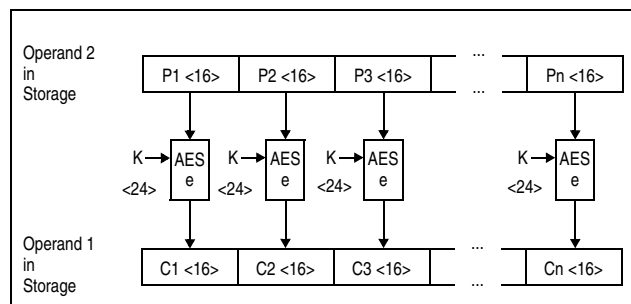 Operand 2
in
Storage
P1 <16> P2 <16> P3 <16> ... Pn <16>
...
K AES e K AES e K AES e K AES e
<24> <24> <24> <24>
Operand 1
in
Storage
...
C1 <16> C2 <16> C3 <16> Cn <16>
...